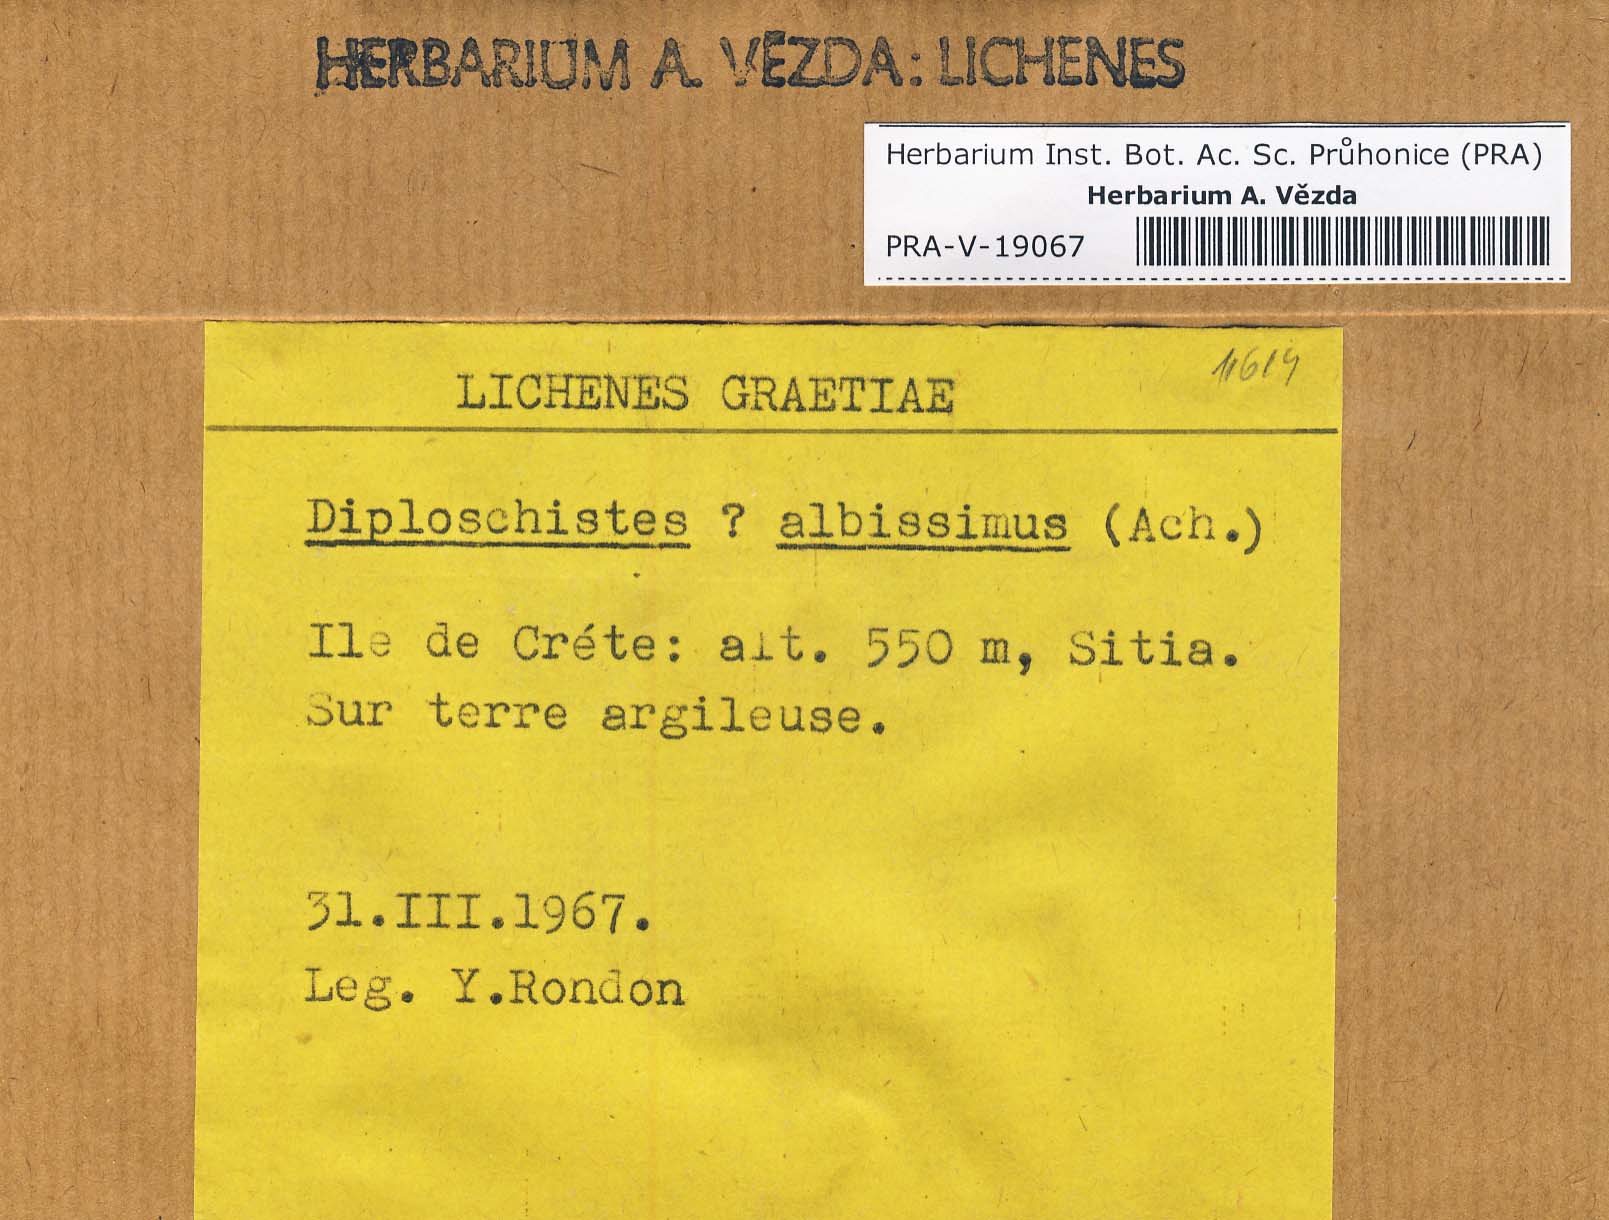 HERBARIUM A. VĚZDA: LICHENES
Herbarium Inst. Bot. Ac. Sc. Průhonice (PRA)
Herbarium A. Vězda
PRA-V-19067
11619
LICHENES GRAETIAE
Diploschistes ? albissimus (Ach.)
Ile de Créte: alt. 550 m, Sitia.
Sur terre argileuse.
31.III.1967.
Leg. Y.Rondon